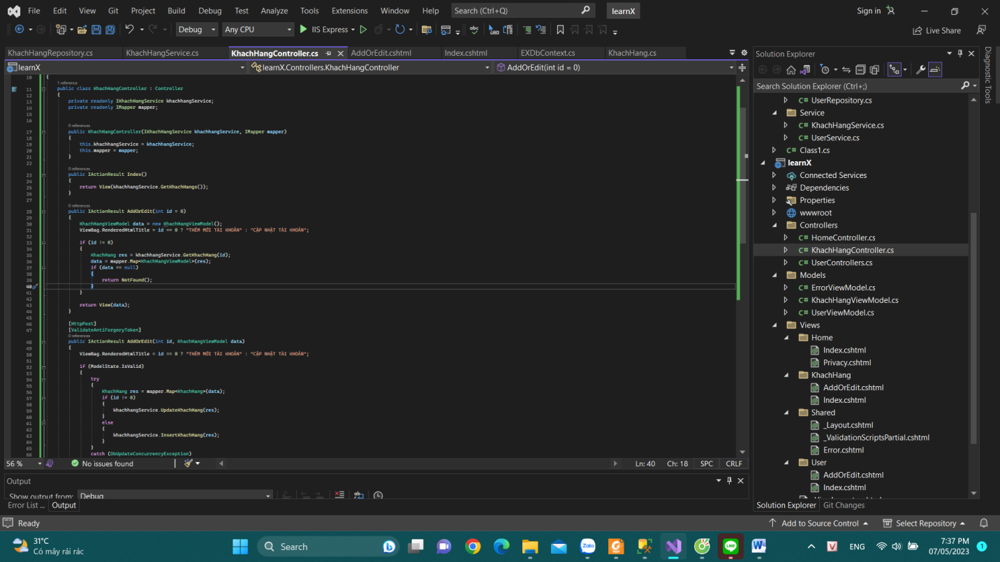 File Edit View Git Project Build Debug Test Analyze Tools Extensions Window Help Search (Ctrl+Q) learnX Sign in
Debug Any CPU IIS Express Live Share
KhachHangRepository.cs KhachHangService.cs KhachHangController.cs AddOrEdit.cshtml Index.cshtml EXDbContext.cs KhachHang.cs
learnX learnX.Controllers.KhachHangController AddOrEdit(int id = 0)
10 {
1 reference
11 public class KhachHangController : Controller
12 {
13 private readonly IKhachHangService khachhangService;
14 private readonly IMapper mapper;
15
16
0 references
17 public KhachHangController(IKhachHangService khachhangService, IMapper mapper)
18 {
19 this.khachhangService = khachhangService;
20 this.mapper = mapper;
21 }
22
0 references
23 public IActionResult Index()
24 {
25 return View(khachhangService.GetKhachHangs());
26 }
27
0 references
28 public IActionResult AddOrEdit(int id = 0)
29 {
30 KhachHangViewModel data = new KhachHangViewModel();
31 ViewBag.RenderedHtmlTitle = id == 0 ? "THÊM MỚI TÀI KHOẢN" : "CẬP NHẬT TÀI KHOẢN";
32
33 if (id != 0)
34 {
35 KhachHang res = khachhangService.GetKhachHang(id);
36 data = mapper.Map<KhachHangViewModel>(res);
37 if (data == null)
38 {
39 return NotFound();
40 }
41 }
42
43 return View(data);
44 }
45
46 [HttpPost]
47 [ValidateAntiForgeryToken]
0 references
48 public IActionResult AddOrEdit(int id, KhachHangViewModel data)
49 {
50 ViewBag.RenderedHtmlTitle = id == 0 ? "THÊM MỚI TÀI KHOẢN" : "CẬP NHẬT TÀI KHOẢN";
51
52 if (ModelState.IsValid)
53 {
54 try
55 {
56 KhachHang res = mapper.Map<KhachHang>(data);
57 if (id != 0)
58 {
59 khachhangService.UpdateKhachHang(res);
60 }
61 else
62 {
63 khachhangService.InsertKhachHang(res);
64 }
65 }
66 catch (DbUpdateConcurrencyException)
56 % No issues found Ln: 40 Ch: 18 SPC CRLF
Output
Show output from: Debug
Error List ... Output
Solution Explorer
Search Solution Explorer (Ctrl+;)
C# UserRepository.cs
Service
C# KhachHangService.cs
C# UserService.cs
C# Class1.cs
learnX
Connected Services
Dependencies
Properties
wwwroot
Controllers
C# HomeController.cs
C# KhachHangController.cs
C# UserControllers.cs
Models
C# ErrorViewModel.cs
C# KhachHangViewModel.cs
C# UserViewModel.cs
Views
Home
Index.cshtml
Privacy.cshtml
KhachHang
AddOrEdit.cshtml
Index.cshtml
Shared
_Layout.cshtml
_ValidationScriptsPartial.cshtml
Error.cshtml
User
AddOrEdit.cshtml
Index.cshtml
Solution Explorer Git Changes
Diagnostic Tools
Ready Add to Source Control Select Repository
31°C
Có mây rải rác
Search
Zalo
ENG
7:37 PM
07/05/2023
1